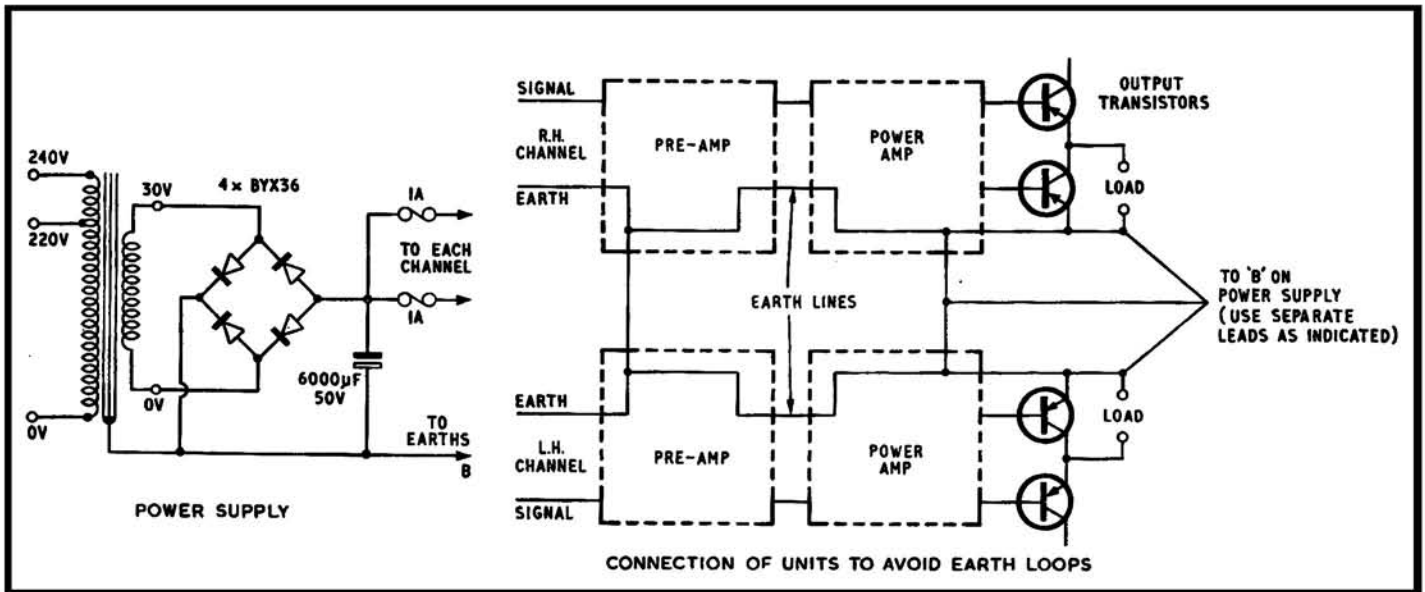 240V
220V
0V
30V
0V
4 x BYX36
1A
TO EACH
CHANNEL
1A
6000µF
50V
TO
EARTHS
B
POWER SUPPLY
SIGNAL
R.H.
CHANNEL
EARTH
PRE-AMP
POWER
AMP
OUTPUT
TRANSISTORS
LOAD
EARTH LINES
TO 'B' ON
POWER SUPPLY
(USE SEPARATE
LEADS AS INDICATED)
EARTH
L.H.
CHANNEL
SIGNAL
PRE-AMP
POWER
AMP
LOAD
CONNECTION OF UNITS TO AVOID EARTH LOOPS